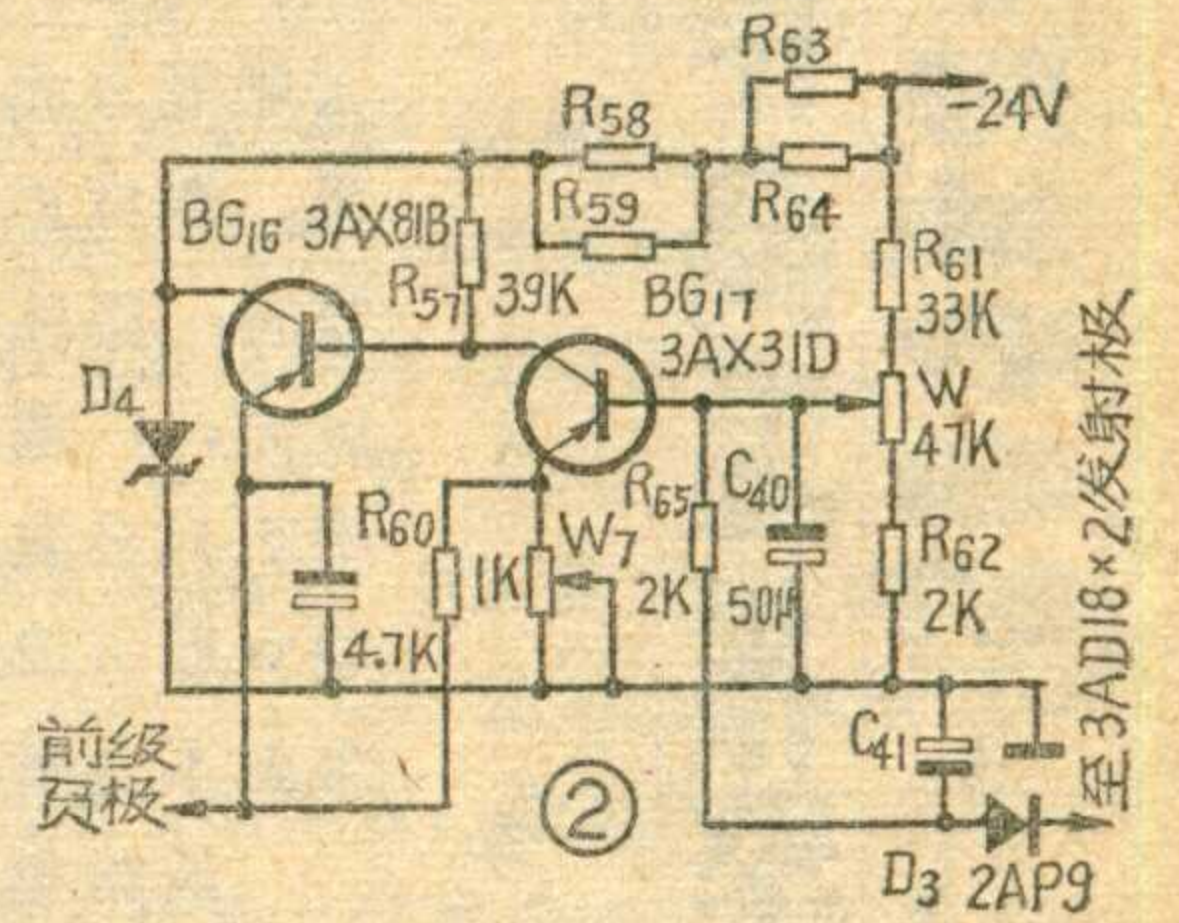 R63
-24V
R58
R59
R64
BG16 3AX81B
R57
39K
BG17
3AX31D
R61
33K
D4
W
47K
R65
C40
R60
W7
1K
2K
50μ
R62
2K
4.7K
C41
前级
负极
②
D3 2AP9
至3AD18×2发射极